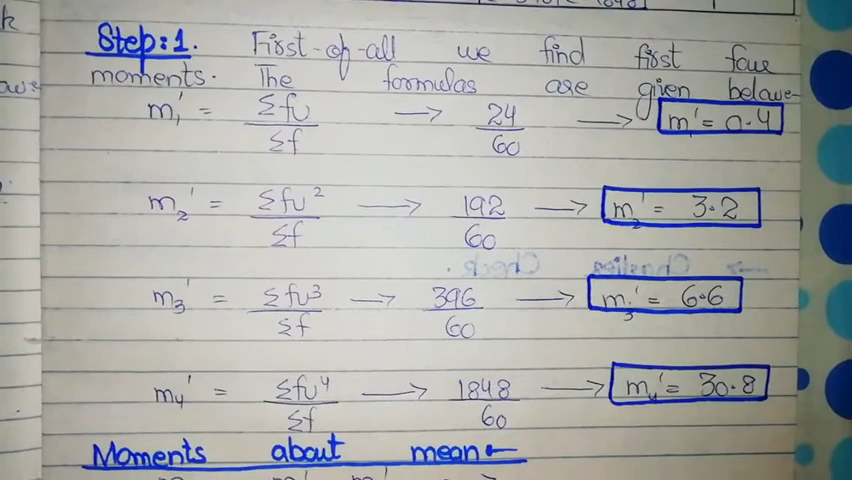 1848
Step:1. First-of-all we find first four
moments. The formulas are given belowe-
m₁' = Σfu/Σf → 24/60 → m₁' = 0.4
m₂' = Σfu²/Σf → 192/60 → m₂' = 3.2
m₃' = Σfu³/Σf → 396/60 → m₃' = 6.6
m₄' = Σfu⁴/Σf → 1848/60 → m₄' = 30.8
Moments about mean←